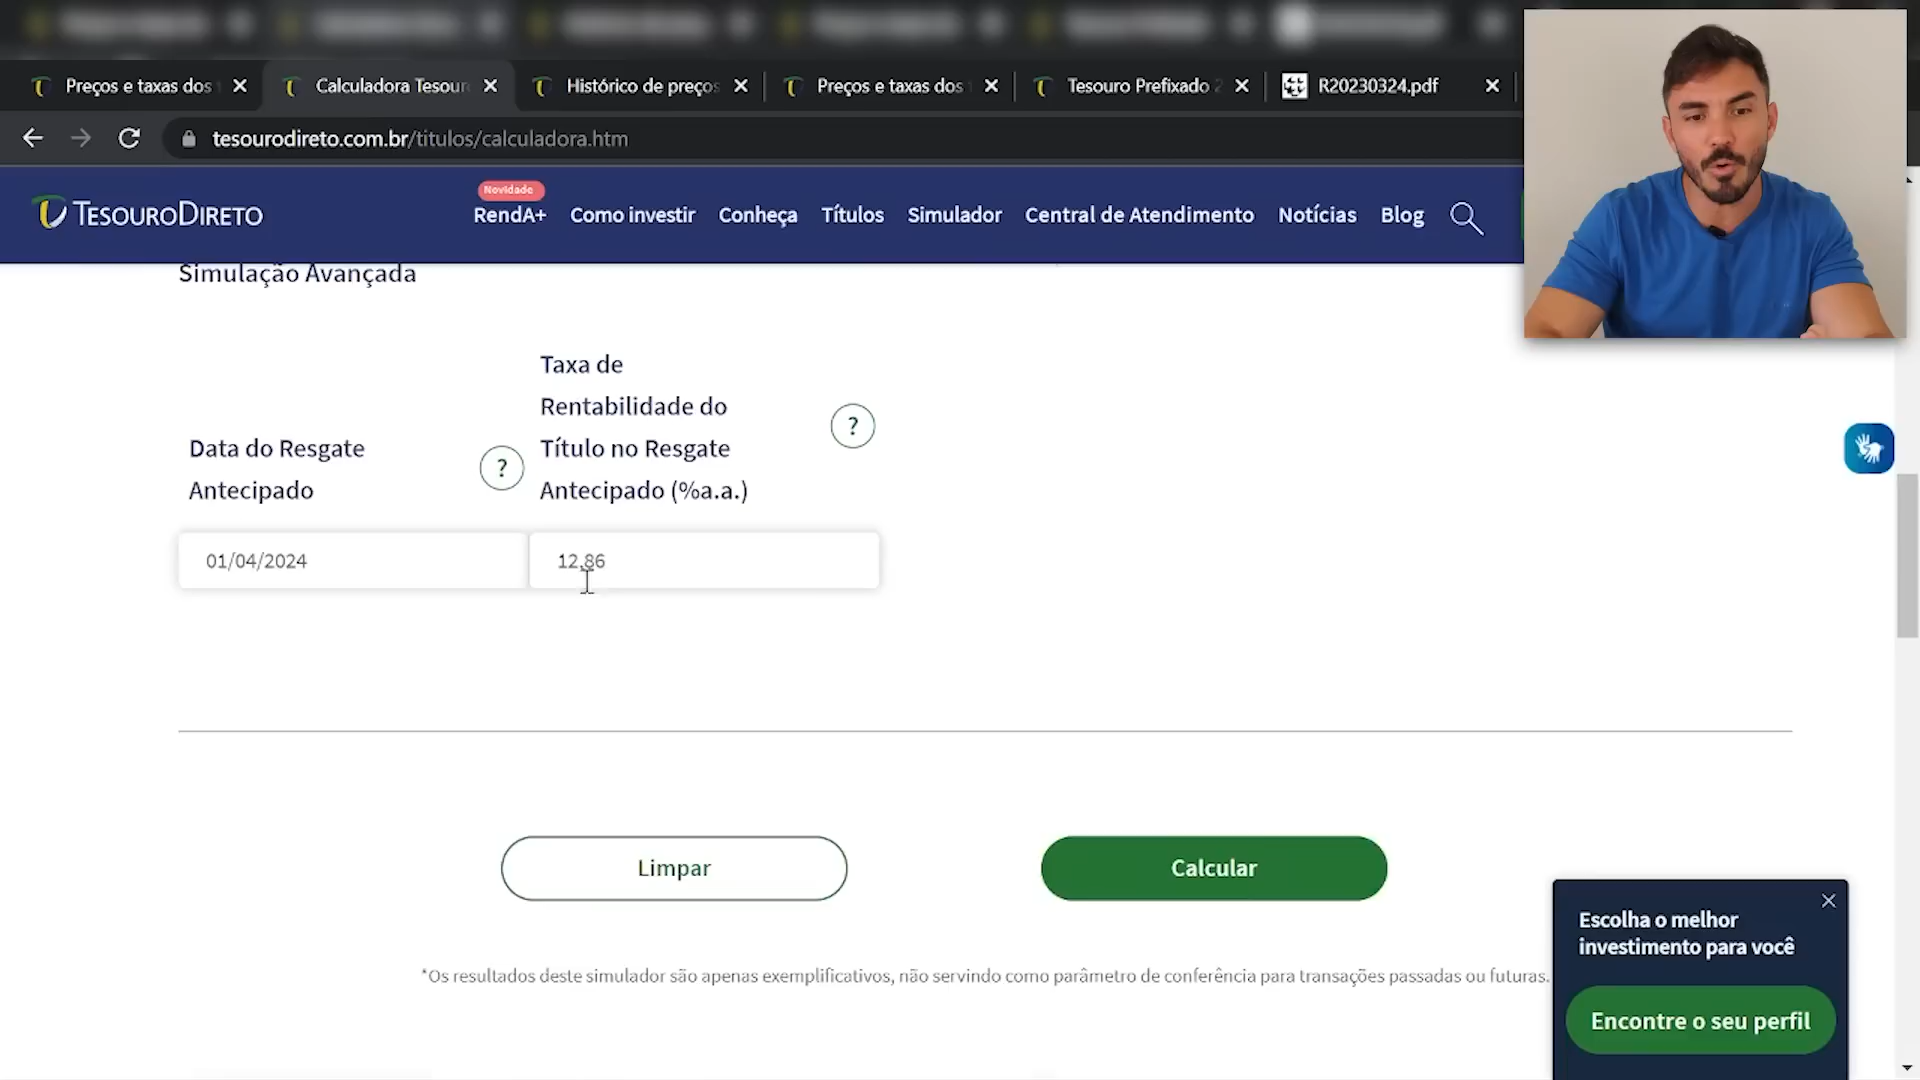 Preços e taxas dos
Calculadora Tesour
Histórico de preços
Preços e taxas dos
Tesouro Prefixado 2
R20230324.pdf
tesourodireto.com.br/titulos/calculadora.htm
TESOURODIRETO
Novidade
RendA+
Como investir
Conheça
Títulos
Simulador
Central de Atendimento
Notícias
Blog
Simulação Avançada
Data do Resgate
Antecipado
?
Taxa de
Rentabilidade do
Título no Resgate
Antecipado (%a.a.)
?
01/04/2024
12,86
Limpar
Calcular
*Os resultados deste simulador são apenas exemplificativos, não servindo como parâmetro de conferência para transações passadas ou futuras.
Escolha o melhor
investimento para você
Encontre o seu perfil